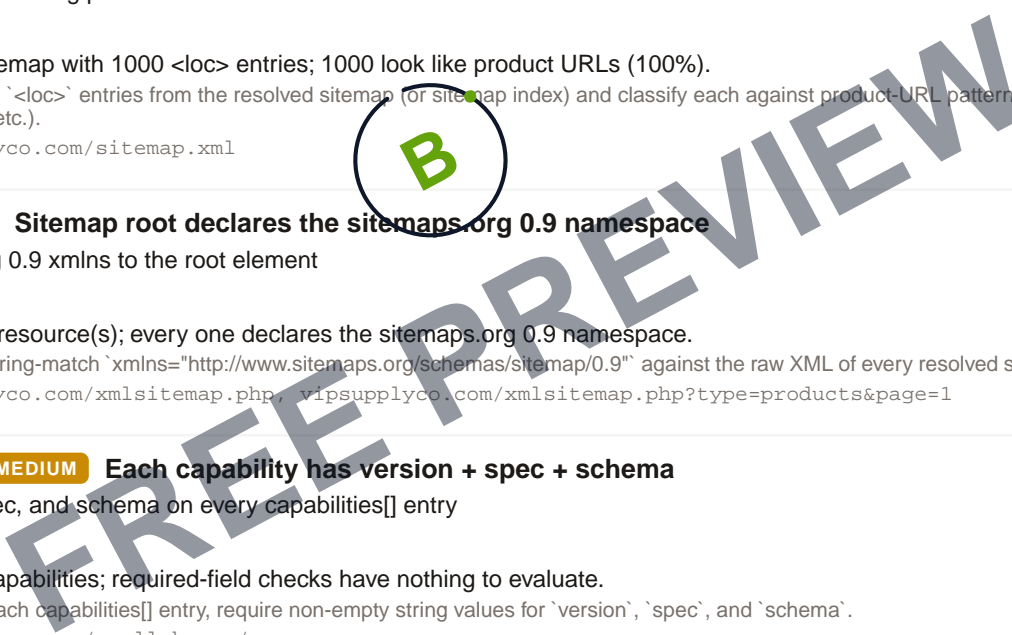 emap with 1000 <loc> entries; 1000 look like product URLs (100%).
`<loc>` entries from the resolved sitemap (or sitemap index) and classify each against product-URL pattern
etc.).
yco.com/sitemap.xml
B
Sitemap root declares the sitemaps.org 0.9 namespace
g 0.9 xmlns to the root element
resource(s); every one declares the sitemaps.org 0.9 namespace.
ring-match `xmlns="http://www.sitemaps.org/schemas/sitemap/0.9"` against the raw XML of every resolved s
yco.com/xmlsitemap.php, vipsupplyco.com/xmlsitemap.php?type=products&page=1
MEDIUM Each capability has version + spec + schema
ec, and schema on every capabilities[] entry
apabilities; required-field checks have nothing to evaluate.
ach capabilities[] entry, require non-empty string values for `version`, `spec`, and `schema`.
FREE PREVIEW